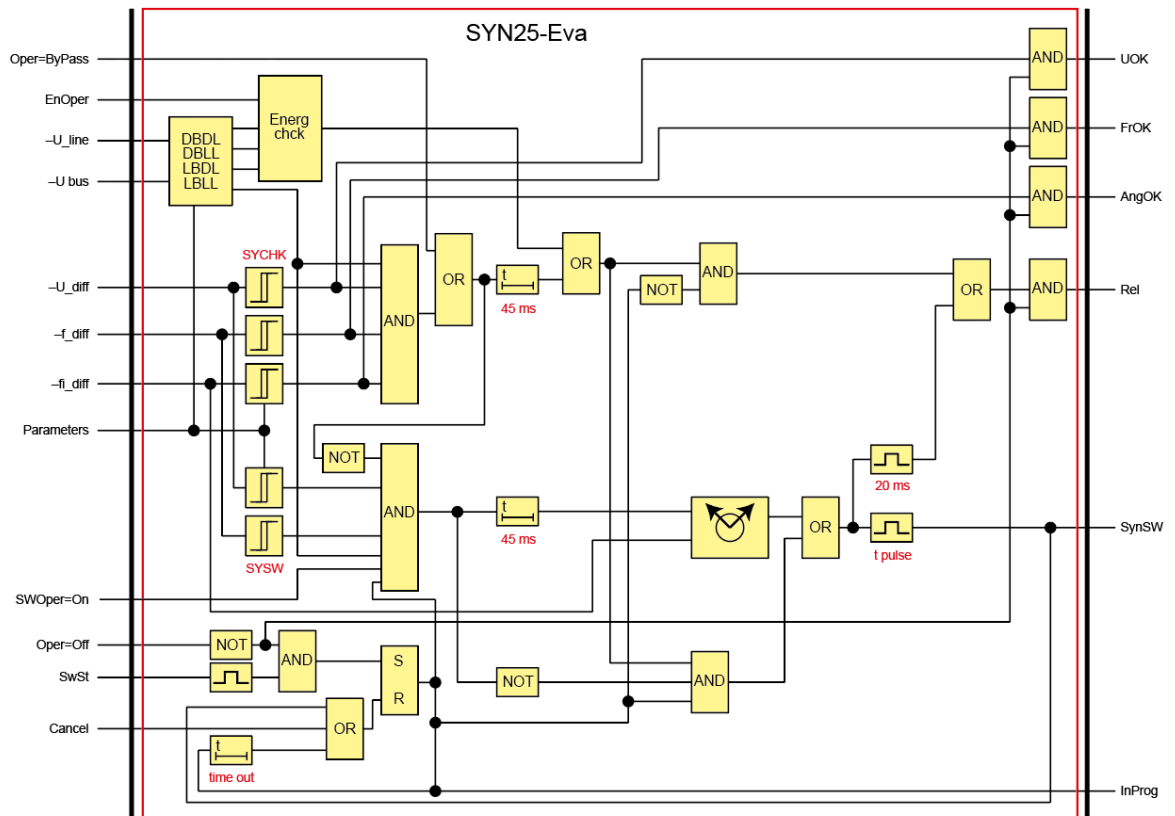 SYN25-Eva
Oper=ByPass
EnOper
–U_line
–U bus
–U_diff
–f_diff
–fi_diff
Parameters
SWOper=On
Oper=Off
SwSt
Cancel
DBDL
DBLL
LBDL
LBLL
Energ
chck
SYCHK
SYSW
AND
OR
t
45 ms
OR
NOT
AND
OR
AND
UOK
AND
FrOK
AND
AngOK
AND
Rel
NOT
AND
t
45 ms
OR
20 ms
t pulse
SynSW
NOT
AND
S
R
NOT
AND
OR
t
time out
InProg